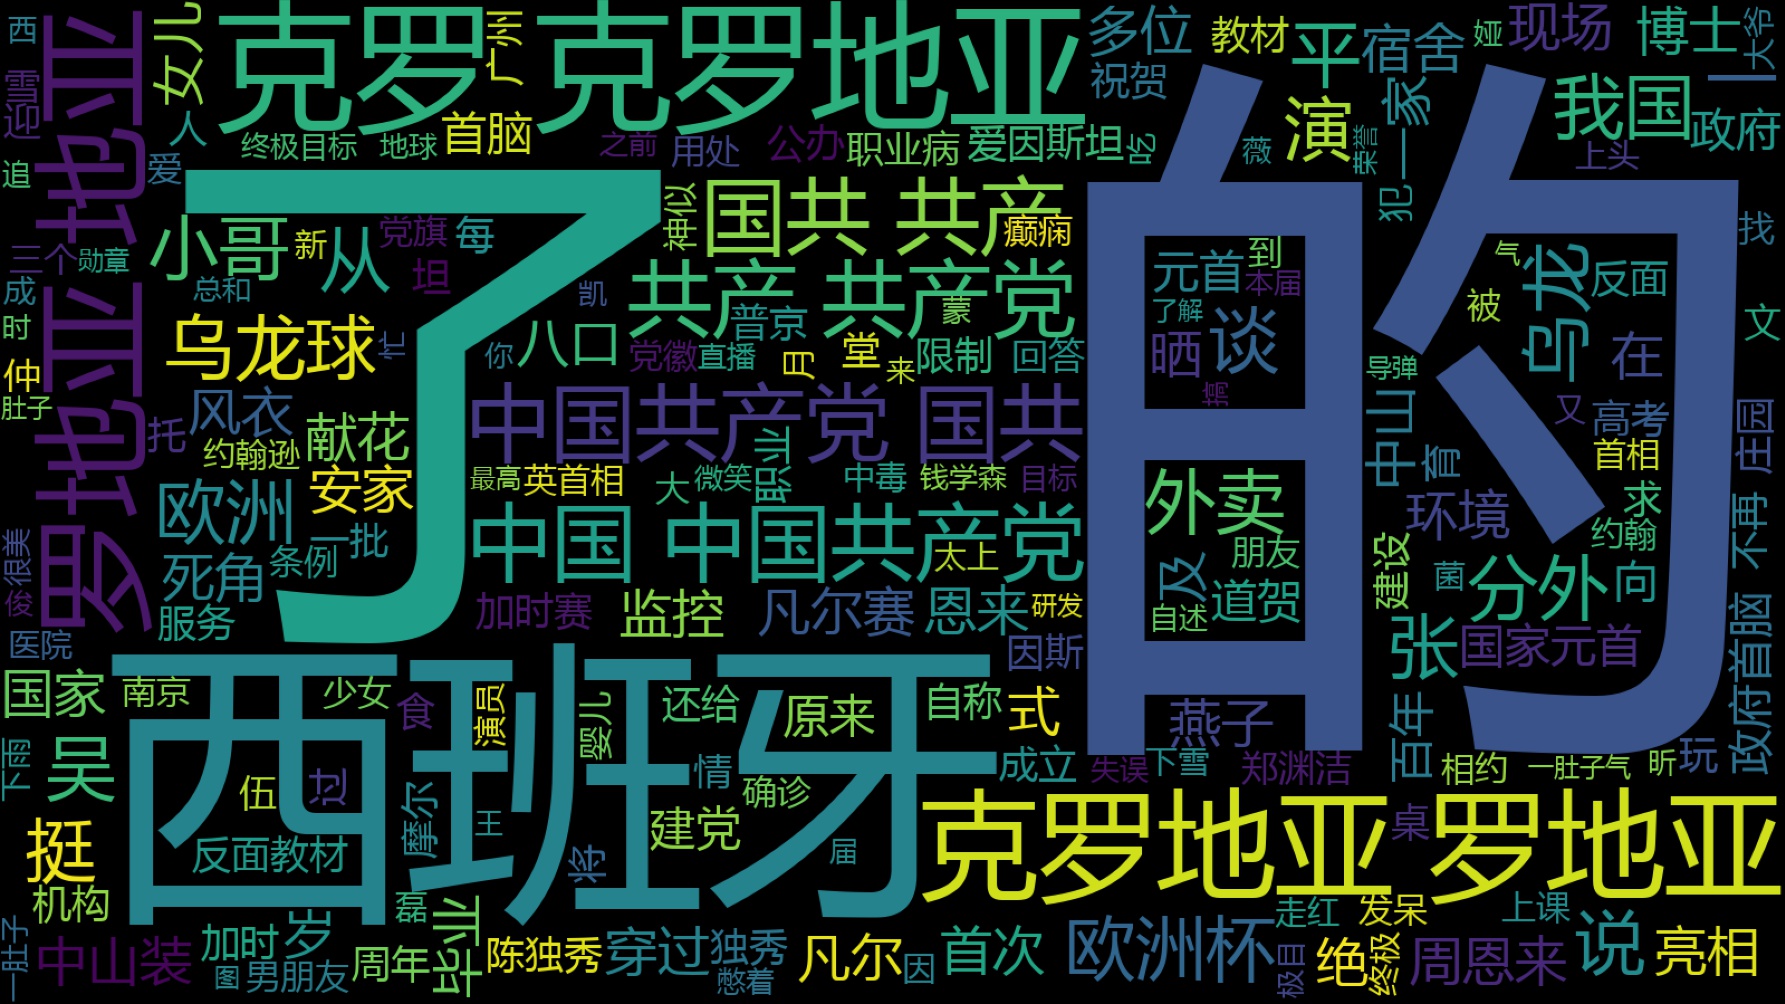 西
女儿
克罗
广州
克罗地亚
多位
教材
平
宿舍
娅
现场
博士
大爷
雪
迎
罗地亚
罗地亚
祝贺
演
一家
我国
政府
人
终极目标
地球
首脑
之前
用处
公办
职业病
爱因斯坦
吃
薇
荣誉
上头
追
爱
了
的
犯
三个
勋章
小哥
新
从
党旗
每
神似
国共
共产
癫痫
元首
到
气
乌龙
反面
找
成
总和
坦
凯
共产
共产党
蒙
了解
本届
被
时
乌龙球
忙
你
八口
普京
晒
谈
在
文
仲
党徽
直播
月
堂
来
限制
回答
导弹
肚子
托
风衣
献花
中国共产党
国共
又
高考
庄园
约翰逊
安家
职业
中山
育
首相
欧洲
最高
英首相
大
微笑
中毒
钱学森
目标
外卖
环境
求
一批
中国
中国共产党
太上
朋友
建设
约翰
不再
很美
死角
条例
及
菌
分外
向
俊
服务
加时赛
监控
凡尔赛
恩来
研发
自述
道贺
张
国家元首
政府首脑
医院
因斯
国家
南京
少女
西班牙
食
演员
婴儿
还给
原来
自称
式
燕子
百年
下雨
吴
伍
过
情
确诊
成立
失误
下雪
郑渊洁
相约
一肚子气
昕
玩
挺
反面教材
摩尔
王
将
建党
届
克罗地亚
桌
罗地亚
机构
磊
毕业
走红
发呆
上课
一肚子
中山装
加时
岁
图
男朋友
周年
陈独秀
穿过
独秀
憋着
凡尔
因
首次
欧洲杯
极目
绝
终极
周恩来
说
亮相